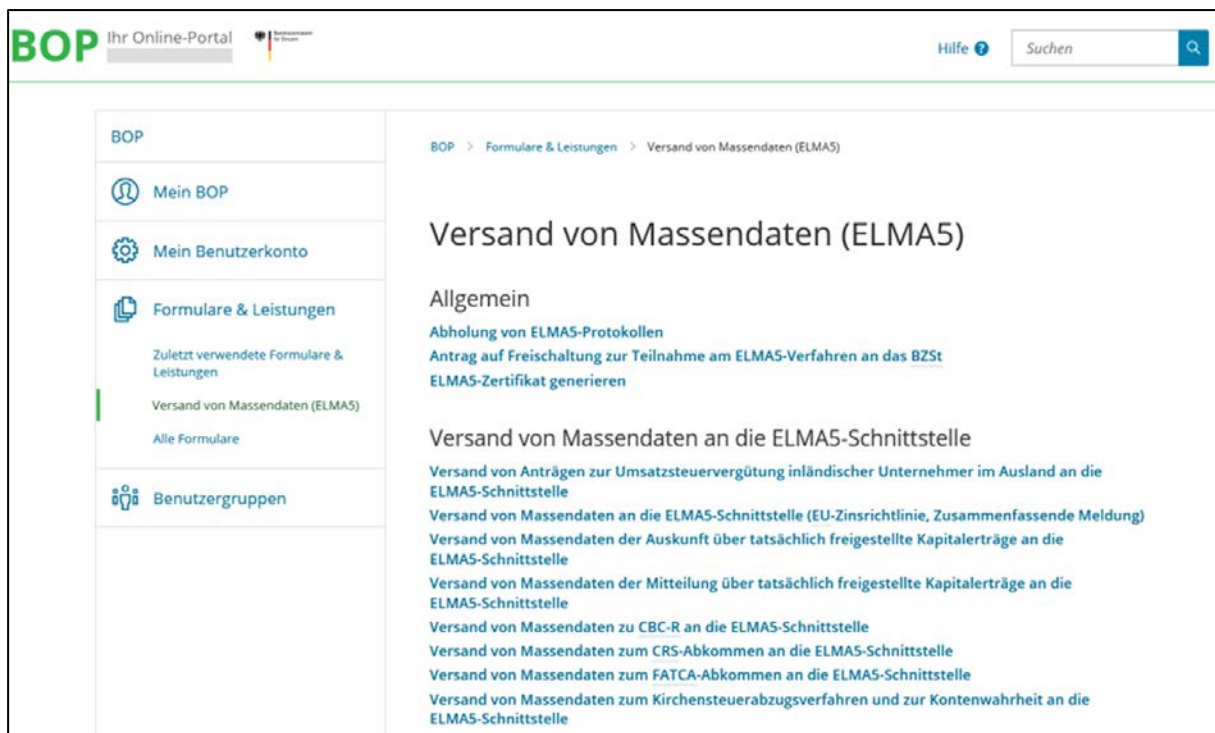 BOP Ihr Online-Portal
Bundeszentralamt
für Steuern
Hilfe ?
Suchen
BOP
Mein BOP
Mein Benutzerkonto
Formulare & Leistungen
Zuletzt verwendete Formulare &
Leistungen
Versand von Massendaten (ELMA5)
Alle Formulare
Benutzergruppen
BOP > Formulare & Leistungen > Versand von Massendaten (ELMA5)
Versand von Massendaten (ELMA5)
Allgemein
Abholung von ELMA5-Protokollen
Antrag auf Freischaltung zur Teilnahme am ELMA5-Verfahren an das BZSt
ELMA5-Zertifikat generieren
Versand von Massendaten an die ELMA5-Schnittstelle
Versand von Anträgen zur Umsatzsteuervergütung inländischer Unternehmer im Ausland an die
ELMA5-Schnittstelle
Versand von Massendaten an die ELMA5-Schnittstelle (EU-Zinsrichtlinie, Zusammenfassende Meldung)
Versand von Massendaten der Auskunft über tatsächlich freigestellte Kapitalerträge an die
ELMA5-Schnittstelle
Versand von Massendaten der Mitteilung über tatsächlich freigestellte Kapitalerträge an die
ELMA5-Schnittstelle
Versand von Massendaten zu CBC-R an die ELMA5-Schnittstelle
Versand von Massendaten zum CRS-Abkommen an die ELMA5-Schnittstelle
Versand von Massendaten zum FATCA-Abkommen an die ELMA5-Schnittstelle
Versand von Massendaten zum Kirchensteuerabzugsverfahren und zur Kontenwahrheit an die
ELMA5-Schnittstelle